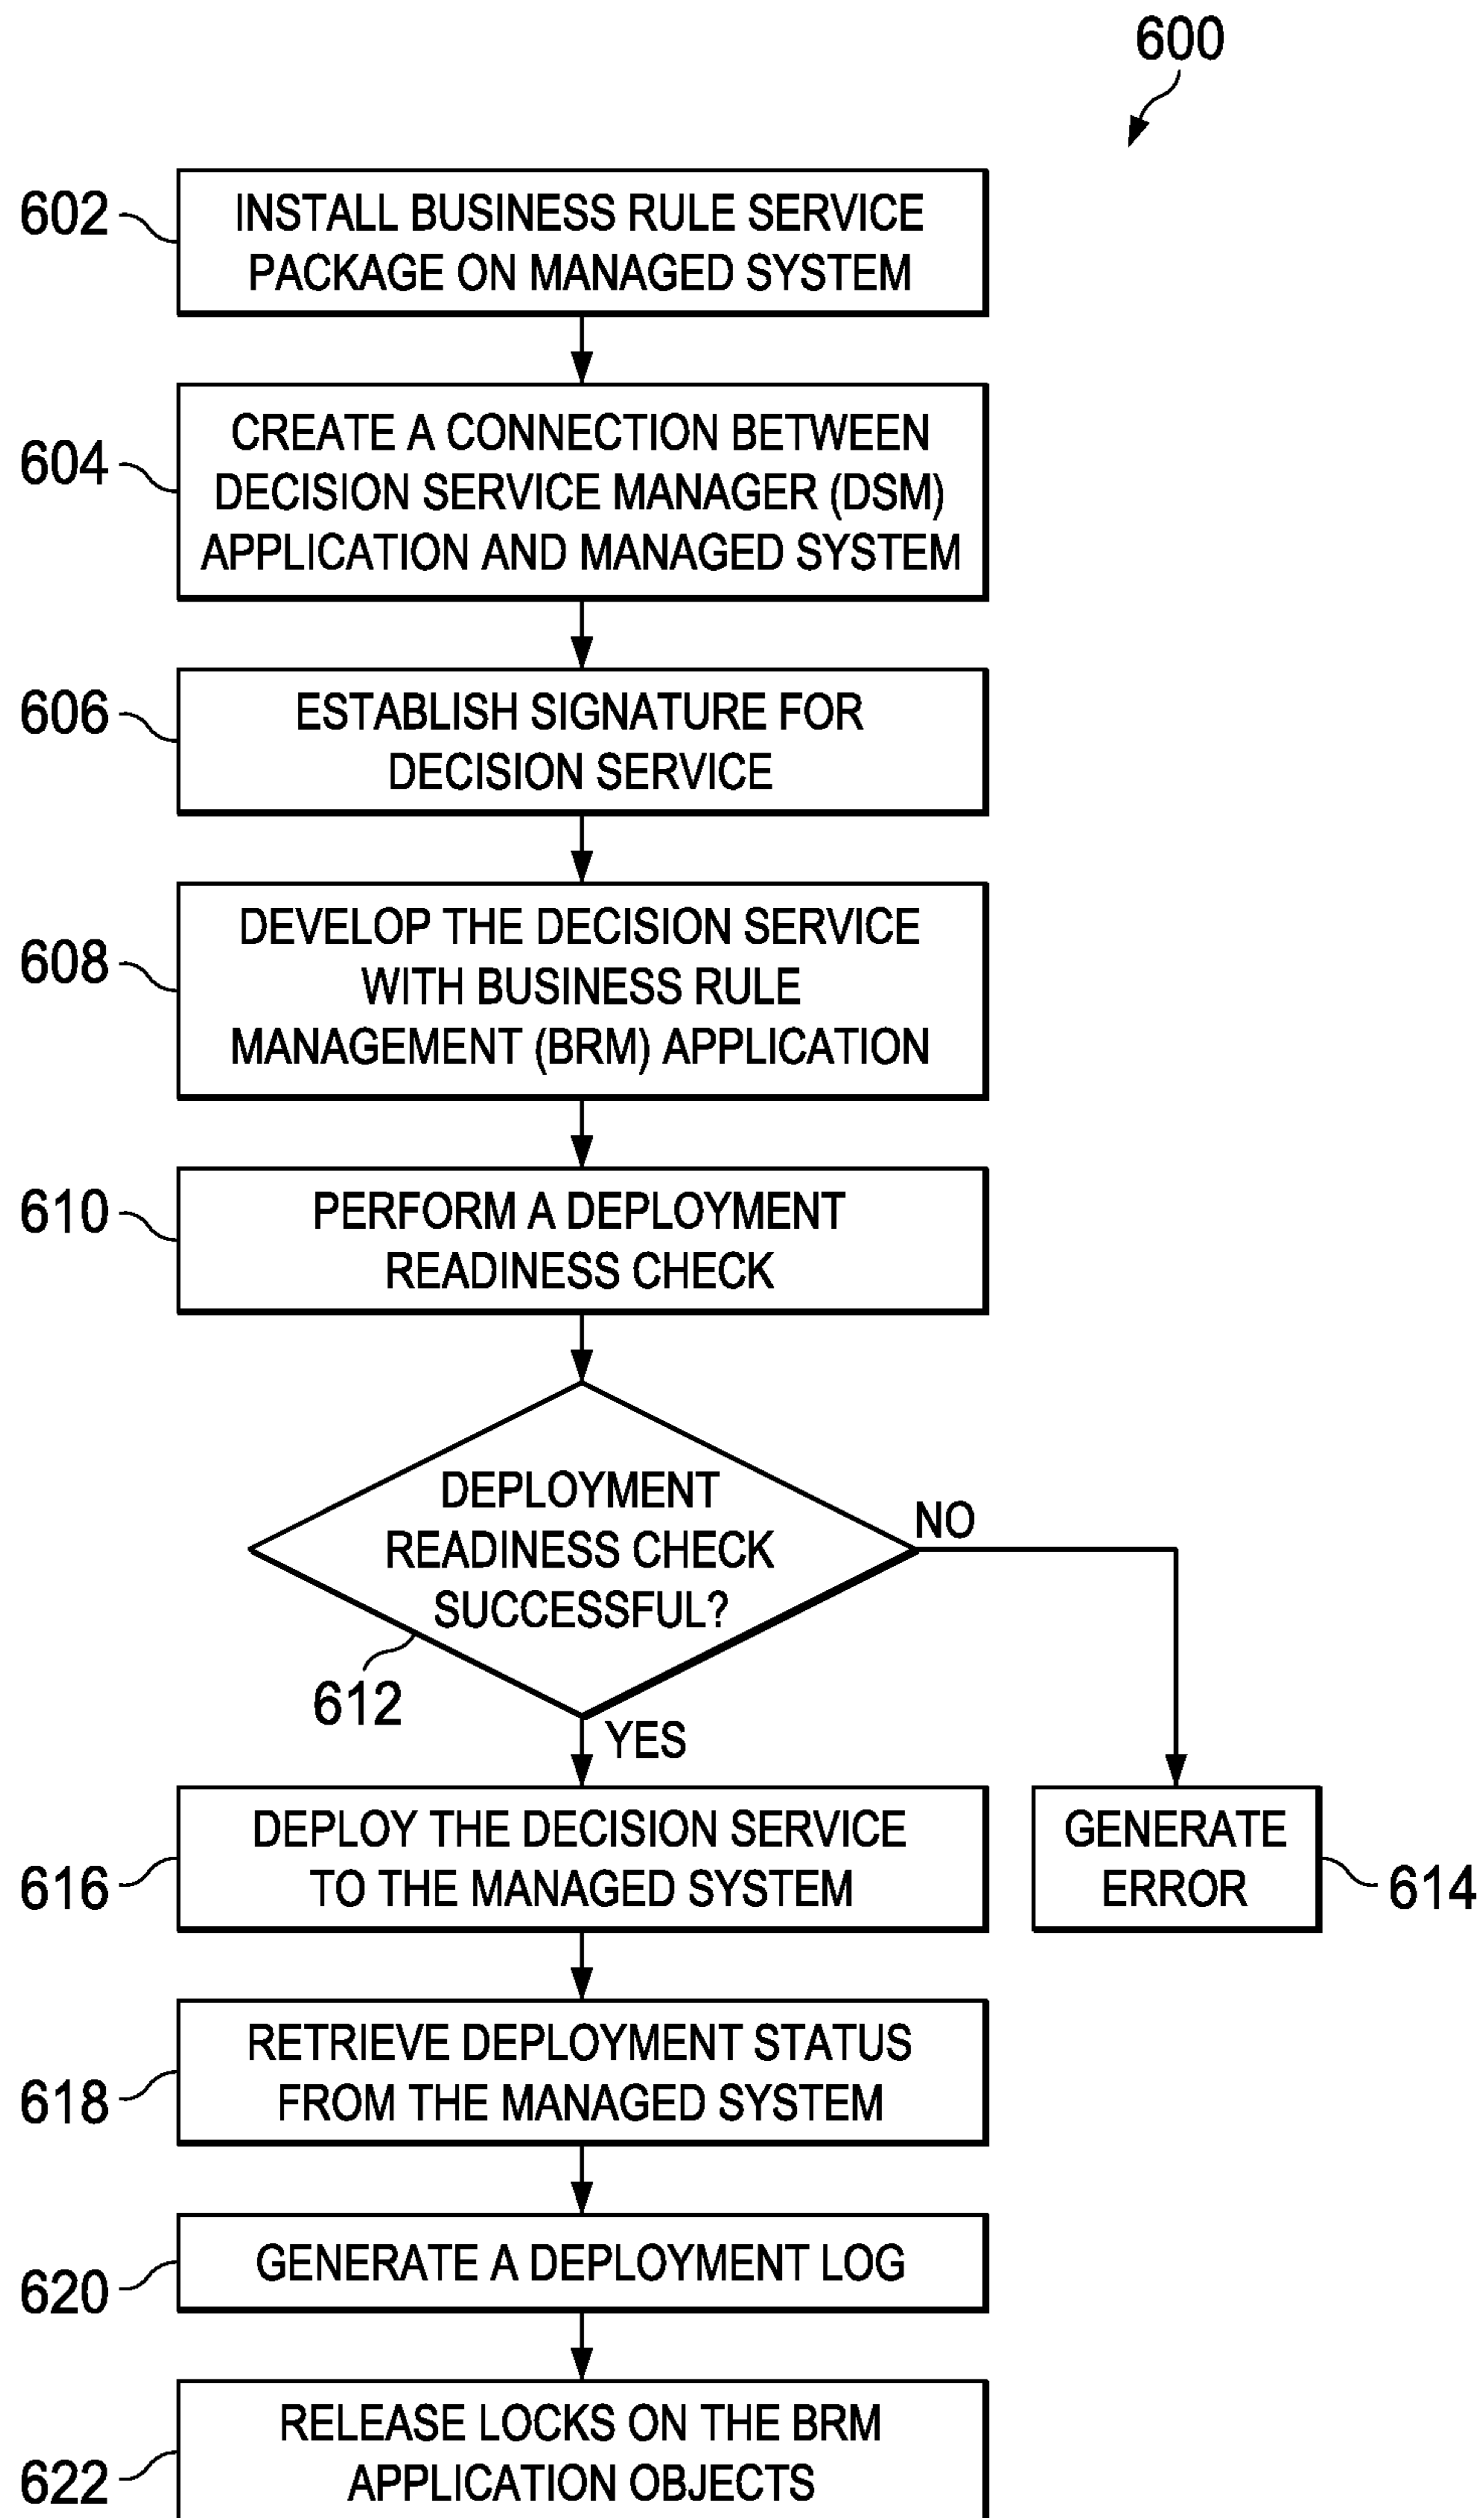 600
602
INSTALL BUSINESS RULE SERVICE
PACKAGE ON MANAGED SYSTEM
604
CREATE A CONNECTION BETWEEN
DECISION SERVICE MANAGER (DSM)
APPLICATION AND MANAGED SYSTEM
606
ESTABLISH SIGNATURE FOR
DECISION SERVICE
608
DEVELOP THE DECISION SERVICE
WITH BUSINESS RULE
MANAGEMENT (BRM) APPLICATION
610
PERFORM A DEPLOYMENT
READINESS CHECK
DEPLOYMENT
READINESS CHECK
SUCCESSFUL?
NO
612
YES
616
DEPLOY THE DECISION SERVICE
TO THE MANAGED SYSTEM
GENERATE
ERROR
614
618
RETRIEVE DEPLOYMENT STATUS
FROM THE MANAGED SYSTEM
620
GENERATE A DEPLOYMENT LOG
622
RELEASE LOCKS ON THE BRM
APPLICATION OBJECTS